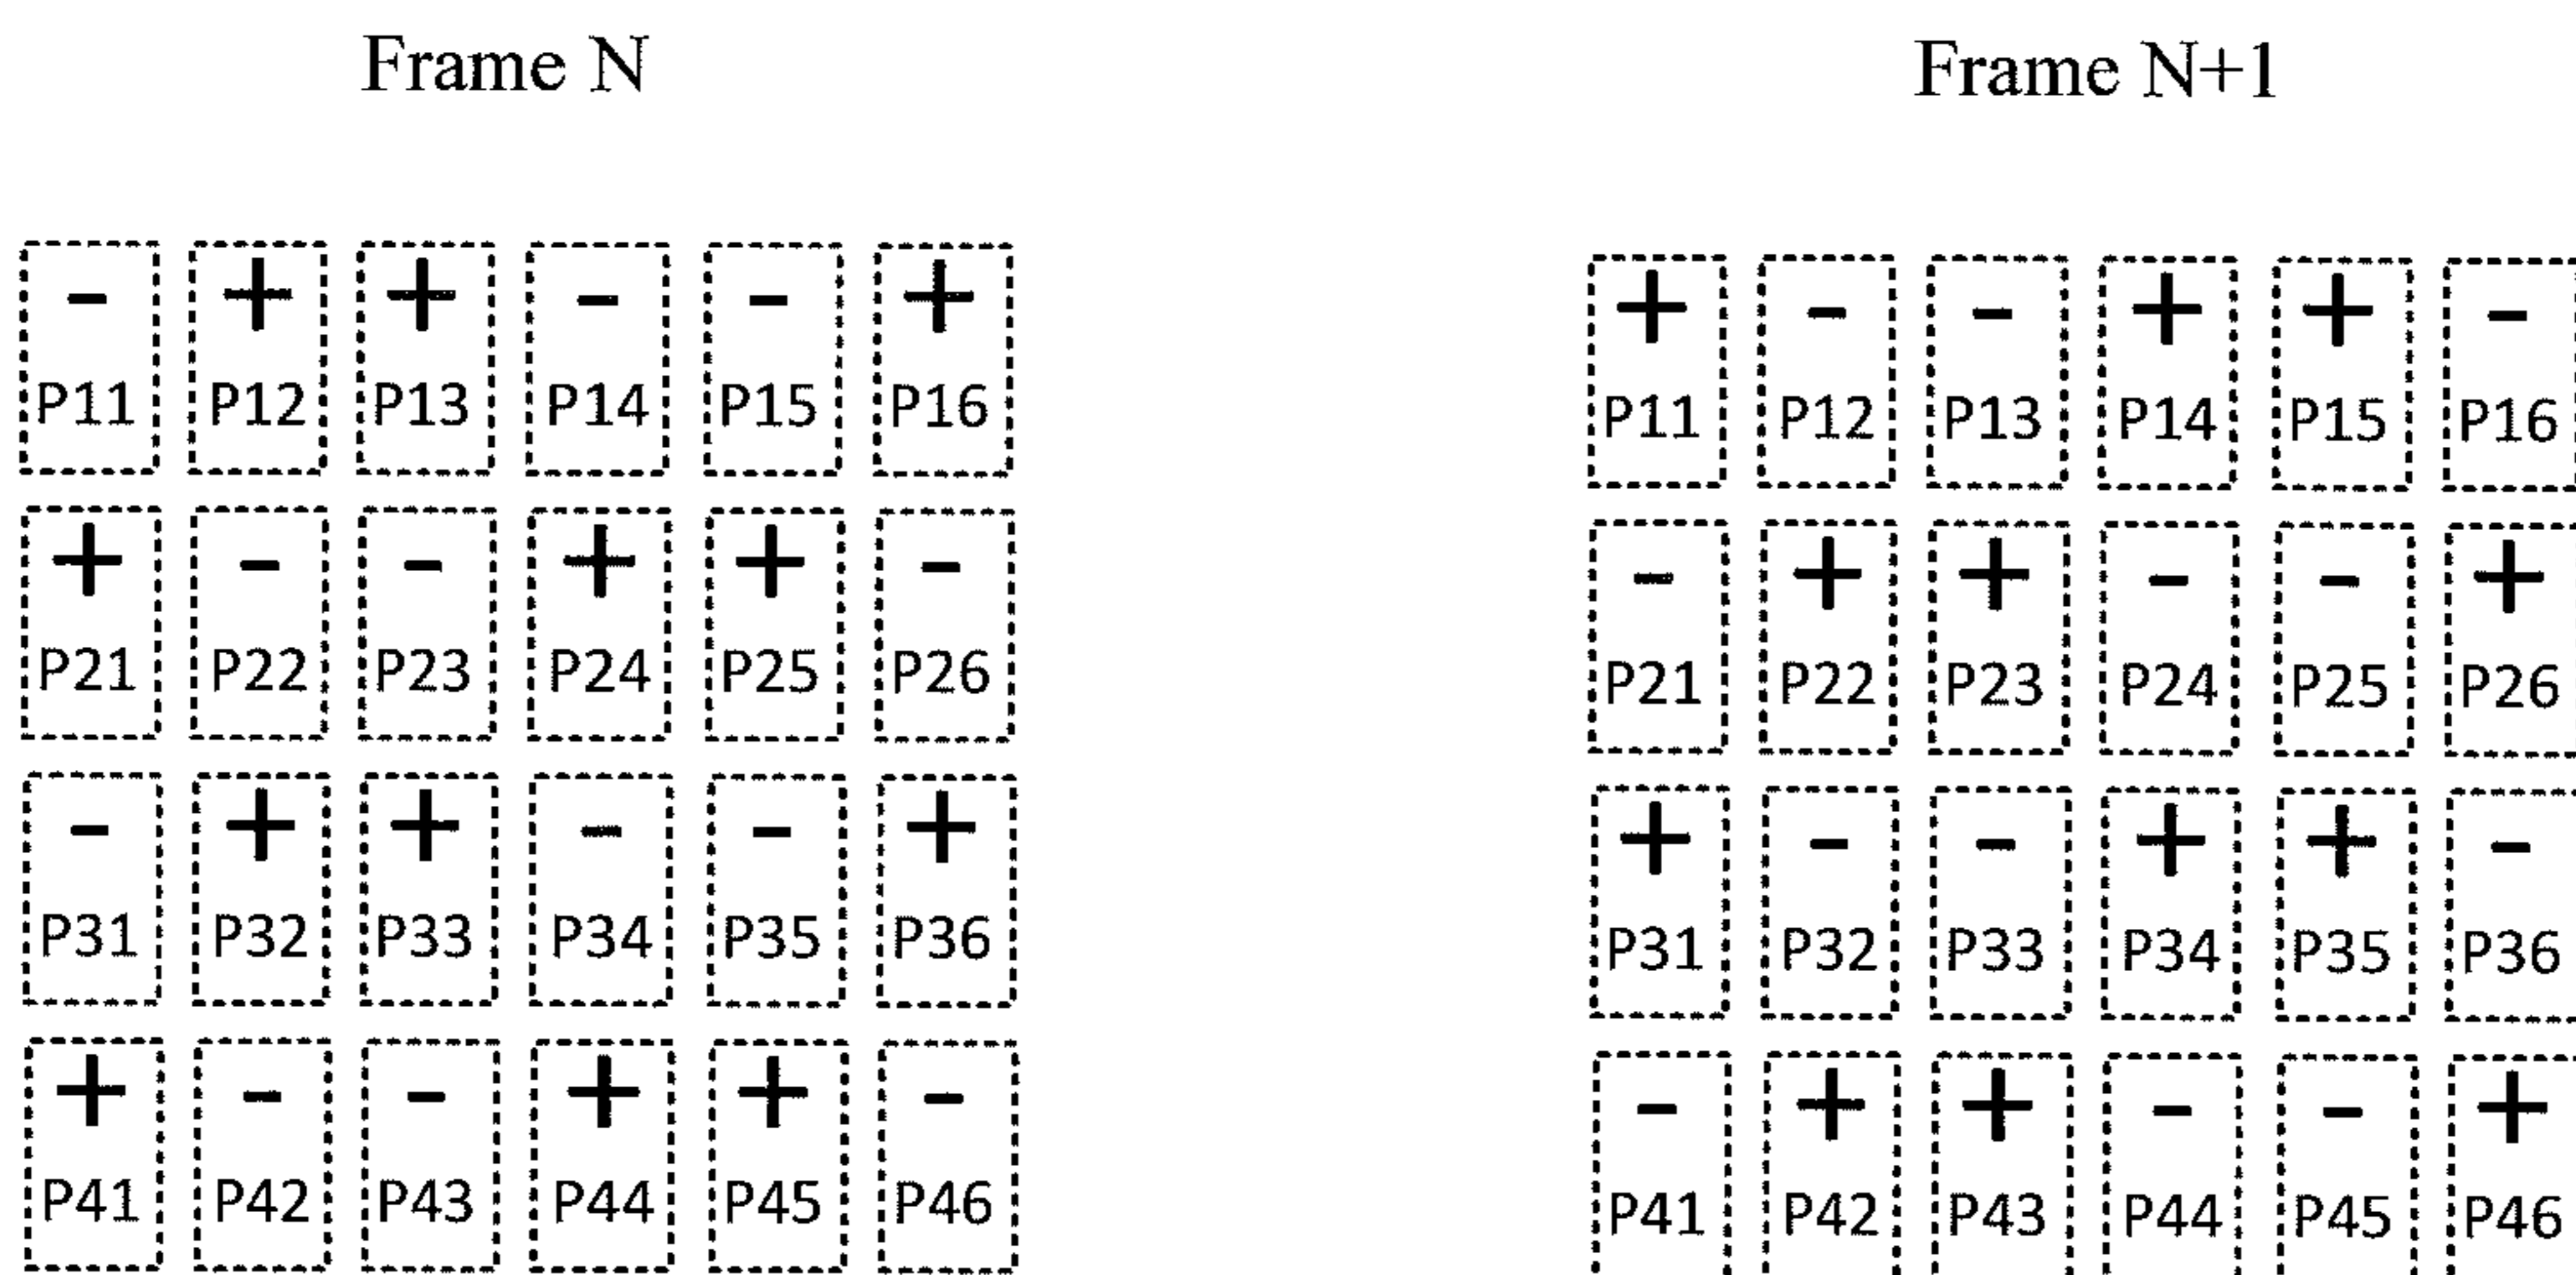 Frame N Frame N+1
- + + - - + + - - + + -
P11 P12 P13 P14 P15 P16 P11 P12 P13 P14 P15 P16
+ - - + + - - + + - - +
P21 P22 P23 P24 P25 P26 P21 P22 P23 P24 P25 P26
- + + - - + + - - + + -
P31 P32 P33 P34 P35 P36 P31 P32 P33 P34 P35 P36
+ - - + + - - + + - - +
P41 P42 P43 P44 P45 P46 P41 P42 P43 P44 P45 P46